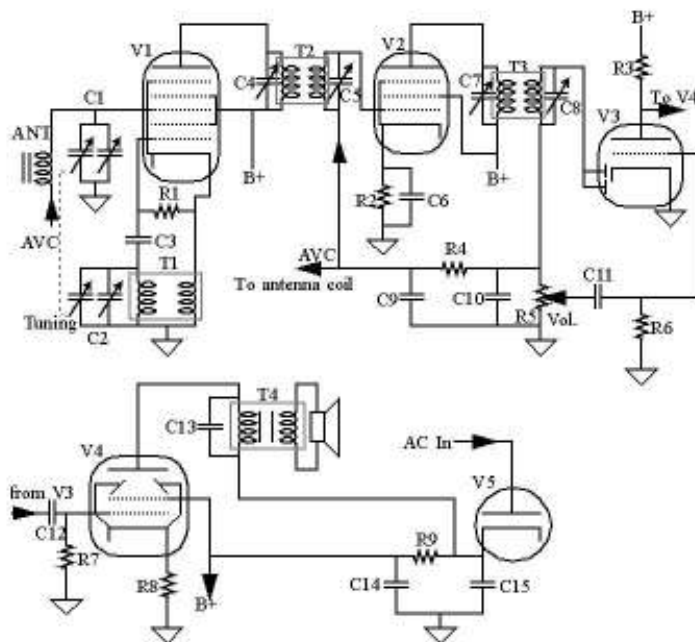 B+
V1
V2
T2
T3
R3
C4
C5
C7
C8
C1
To V4
V3
ANT
B+
B+
R1
R2
C6
AVC
C3
AVC
R4
T1
To antenna coil
C11
C9
C10
R5
Vol.
Tuning
C2
R6
T4
C13
AC In
V4
V5
from V3
C12
R7
R9
R8
B+
C14
C15